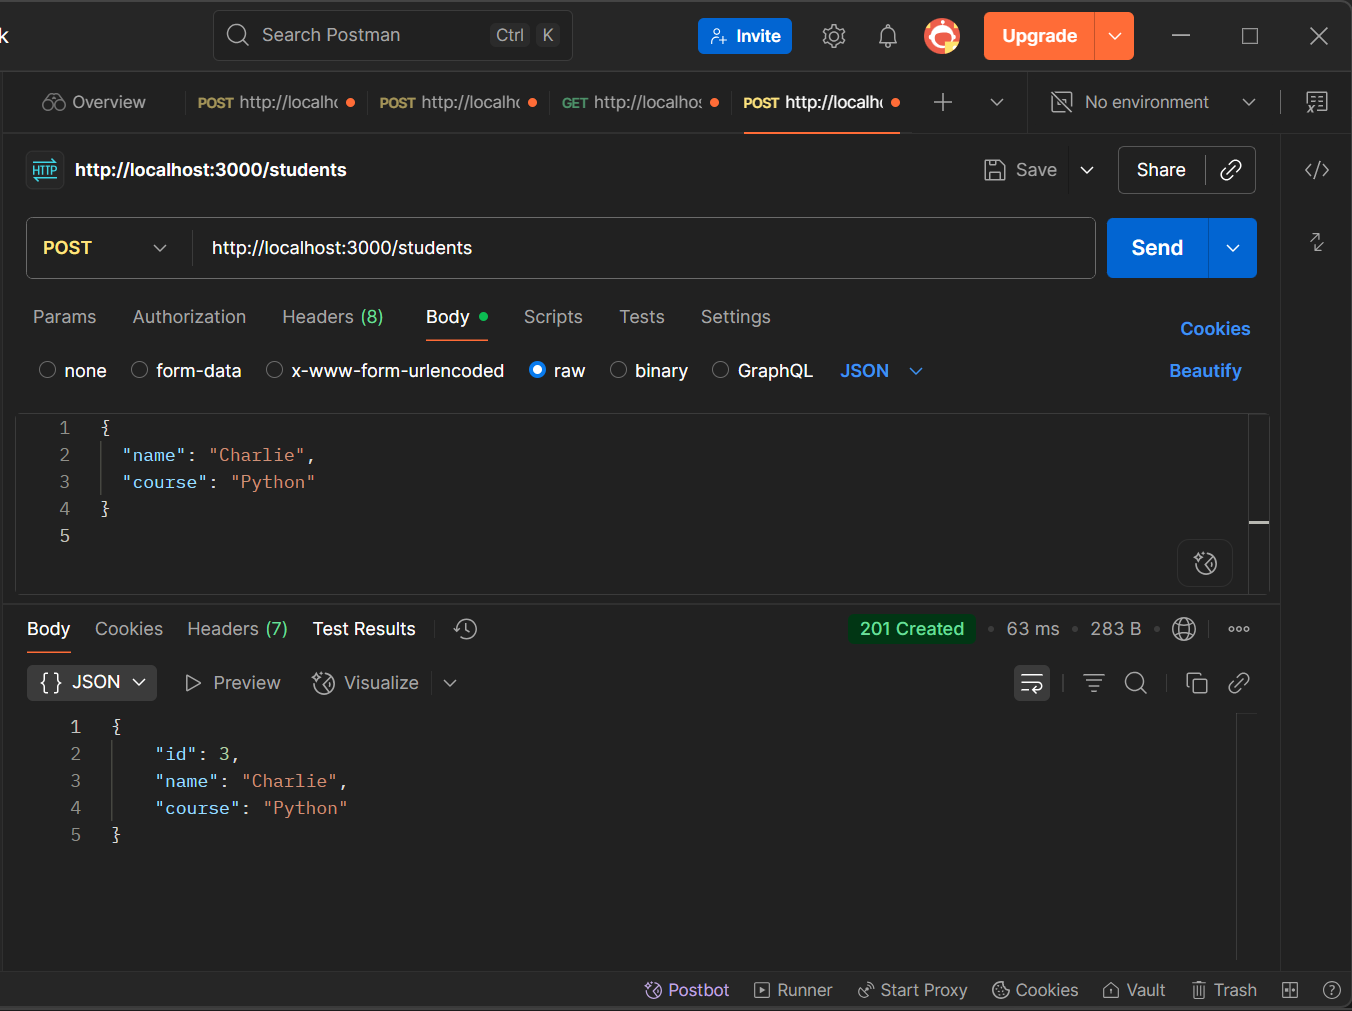 k
Search Postman Ctrl K Invite Upgrade
Overview POST http://localho POST http://localho GET http://localhos POST http://localho No environment
HTTP http://localhost:3000/students Save Share
POST http://localhost:3000/students Send
Params Authorization Headers (8) Body Scripts Tests Settings Cookies
none form-data x-www-form-urlencoded raw binary GraphQL JSON Beautify
1 {
2 "name": "Charlie",
3 "course": "Python"
4 }
5
Body Cookies Headers (7) Test Results 201 Created 63 ms 283 B
{} JSON Preview Visualize
1 {
2 "id": 3,
3 "name": "Charlie",
4 "course": "Python"
5 }
Postbot Runner Start Proxy Cookies Vault Trash